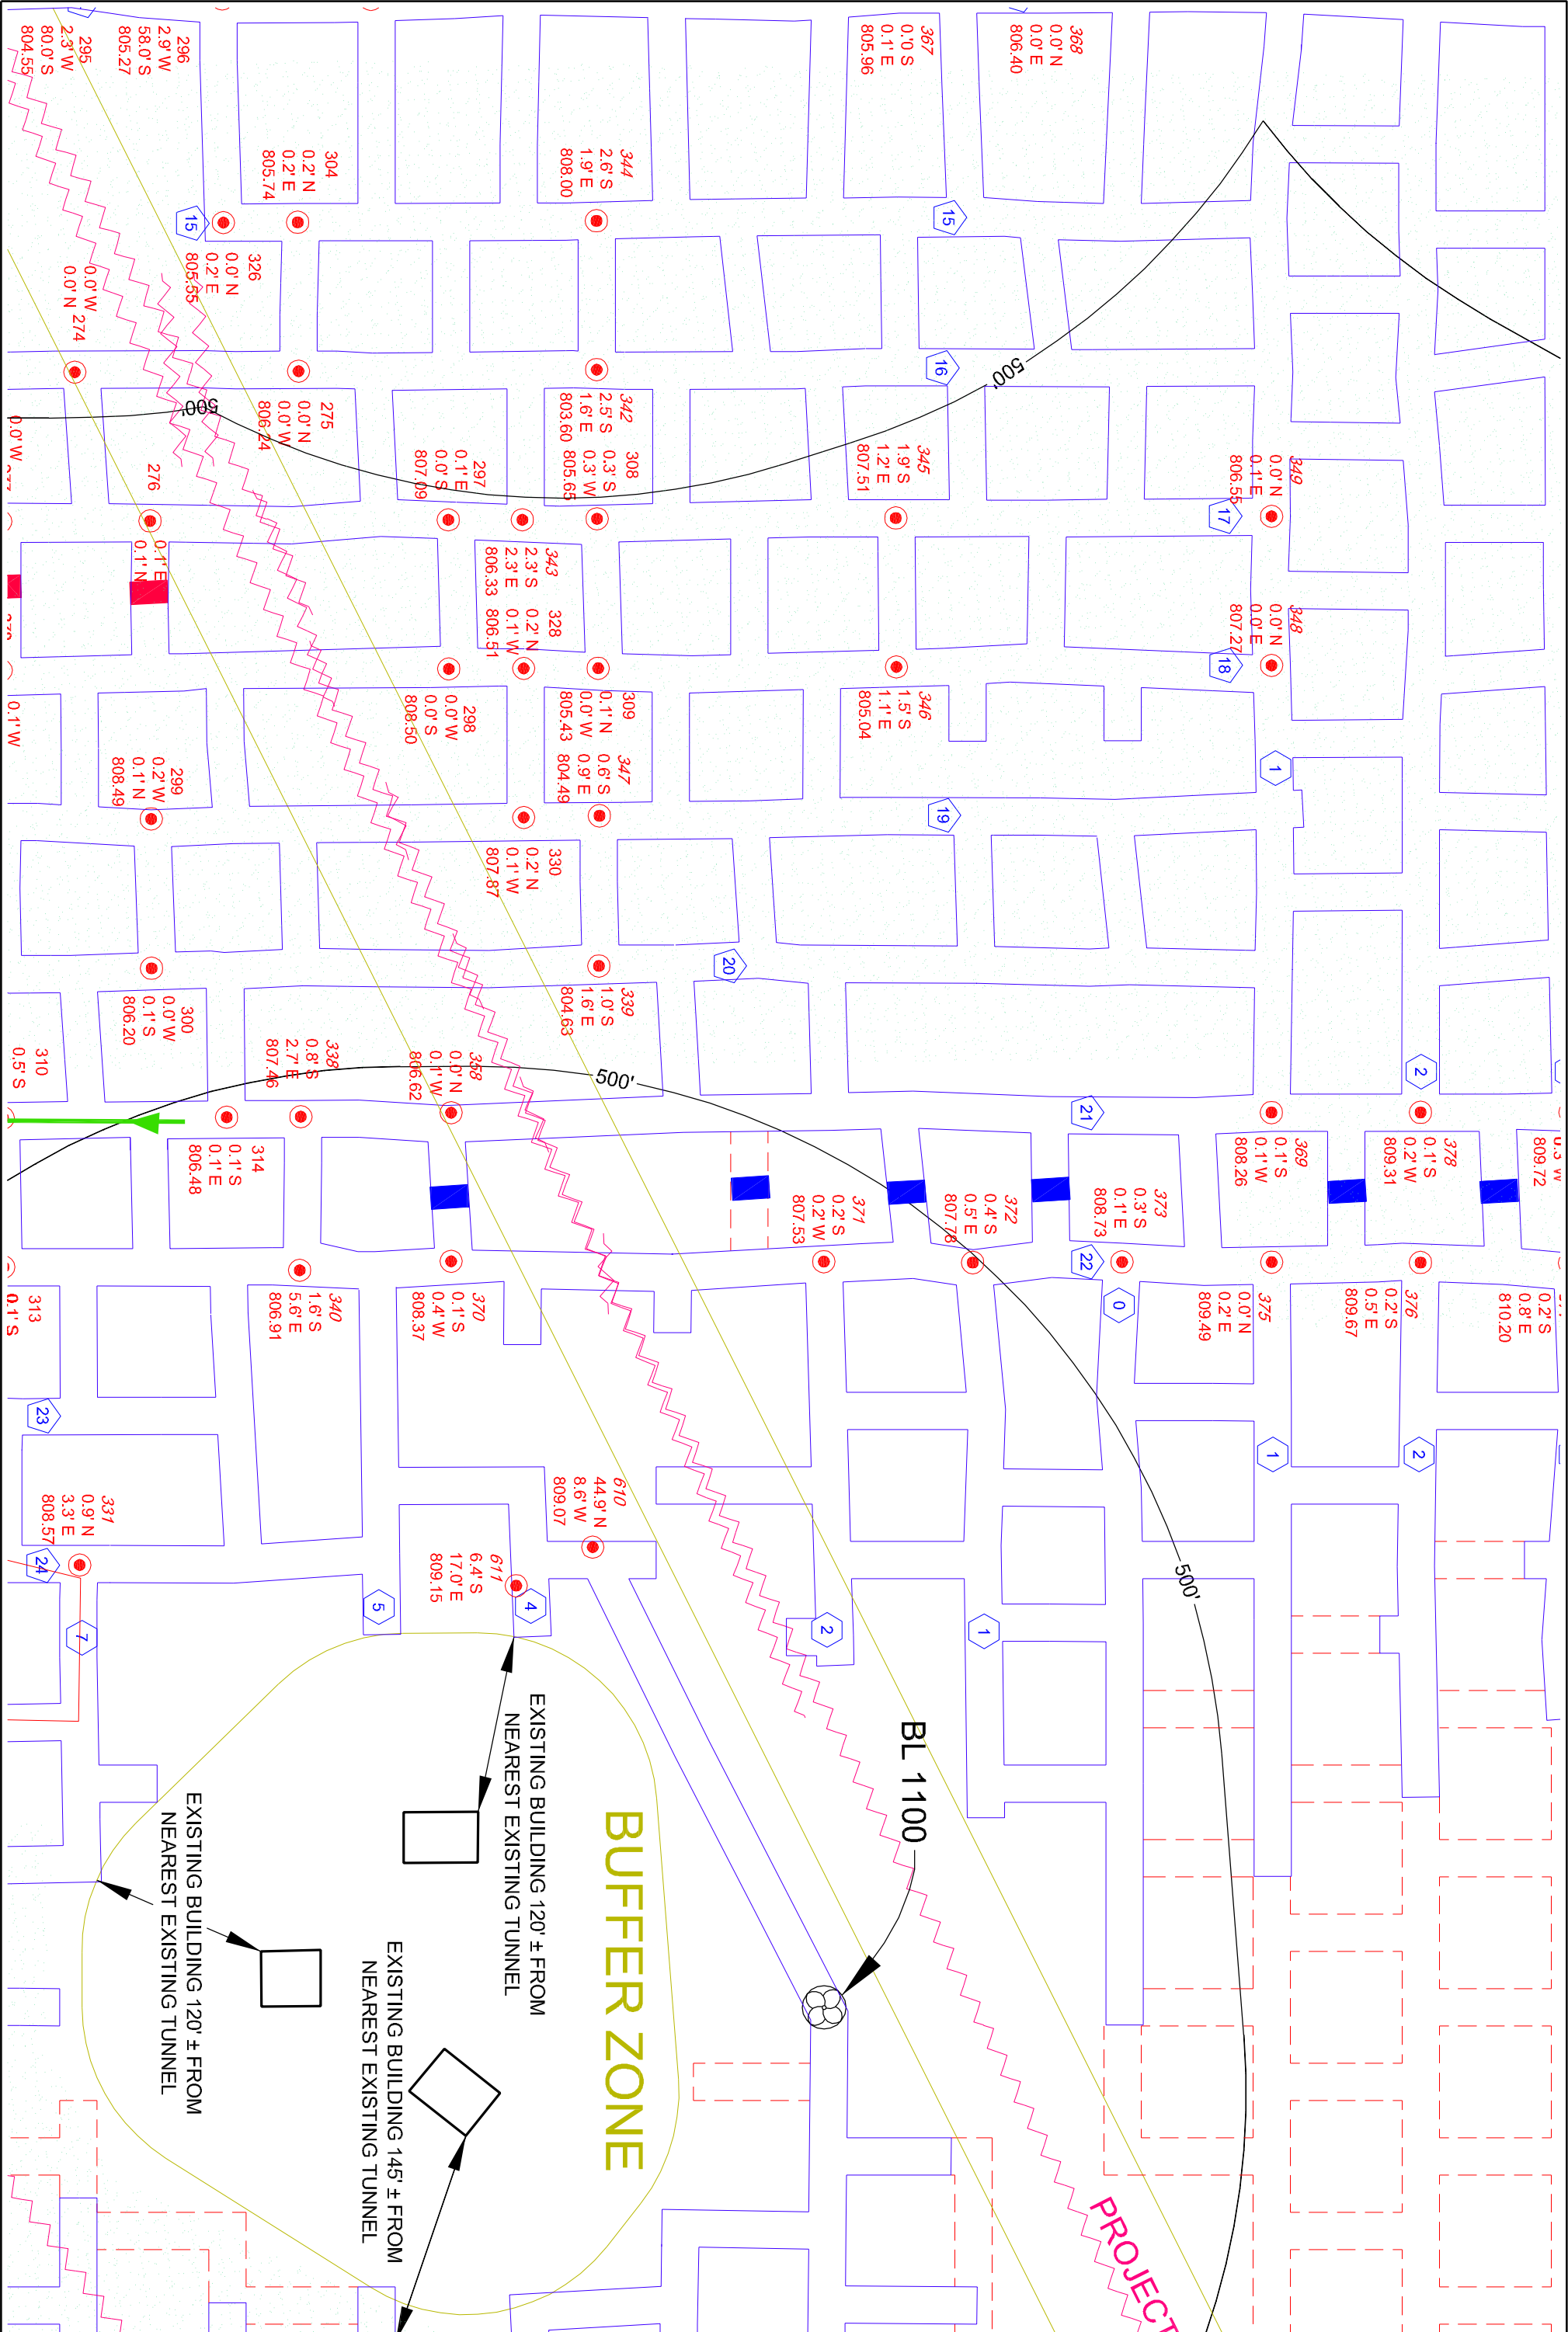 296
2.9' W
58.0' S
805.27
295
2.3' W
80.0' S
804.55
304
0.2' N
0.2' E
805.74
344
2.6' S
1.9' E
808.00
367
0.'0 S
0.1' E
805.96
368
0.0' N
0.0' E
806.40
15
15
326
0.0' N
0.2' E
805.55
0.0' W
0.0' N
274
16
500'
500'
275
0.0' N
0.0' W
806.24
276
0.1' E
0.1' N
297
0.1' E
0.0' S
807.09
342
2.5' S
1.6' E
803.60
308
0.3' S
0.3' W
805.65
345
1.9' S
1.2' E
807.51
349
0.0' N
0.1' E
806.55
17
0.0' W
343
2.3' S
2.3' E
806.33
328
0.2' N
0.1' W
806.51
348
0.0' N
0.0' E
807.27
18
298
0.0' W
0.0' S
808.50
309
0.1' N
0.0' W
805.43
347
0.6' S
0.9' E
804.49
346
1.5' S
1.1' E
805.04
0.1' W
299
0.2' W
0.1' N
808.49
1
19
330
0.2' N
0.1' W
807.87
20
300
0.0' W
0.1' S
806.20
339
1.0' S
1.6' E
804.63
310
0.5' S
338
0.8' S
2.7' E
807.46
358
0.0' N
0.1' W
806.62
500'
2
21
314
0.1' S
0.1' E
806.48
371
0.2' S
0.2' W
807.53
372
0.4' S
0.5' E
807.78
373
0.3' S
0.1' E
808.73
369
0.1' S
0.1' W
808.26
378
0.1' S
0.2' W
809.31
809.72
22
0
313
0.1' S
340
1.6' S
5.6' E
806.91
370
0.1' S
0.4' W
808.37
375
0.0' N
0.2' E
809.49
376
0.2' S
0.5' E
809.67
0.2' S
0.8' E
810.20
23
1
2
331
0.9' N
3.3' E
808.57
24
610
44.9' N
8.6' W
809.07
611
6.4' S
17.0' E
809.15
500'
7
5
4
2
1
EXISTING BUILDING 120' ± FROM
NEAREST EXISTING TUNNEL
BL 1100
EXISTING BUILDING 120' ± FROM
NEAREST EXISTING TUNNEL
BUFFER ZONE
EXISTING BUILDING 145' ± FROM
NEAREST EXISTING TUNNEL
PROJECT